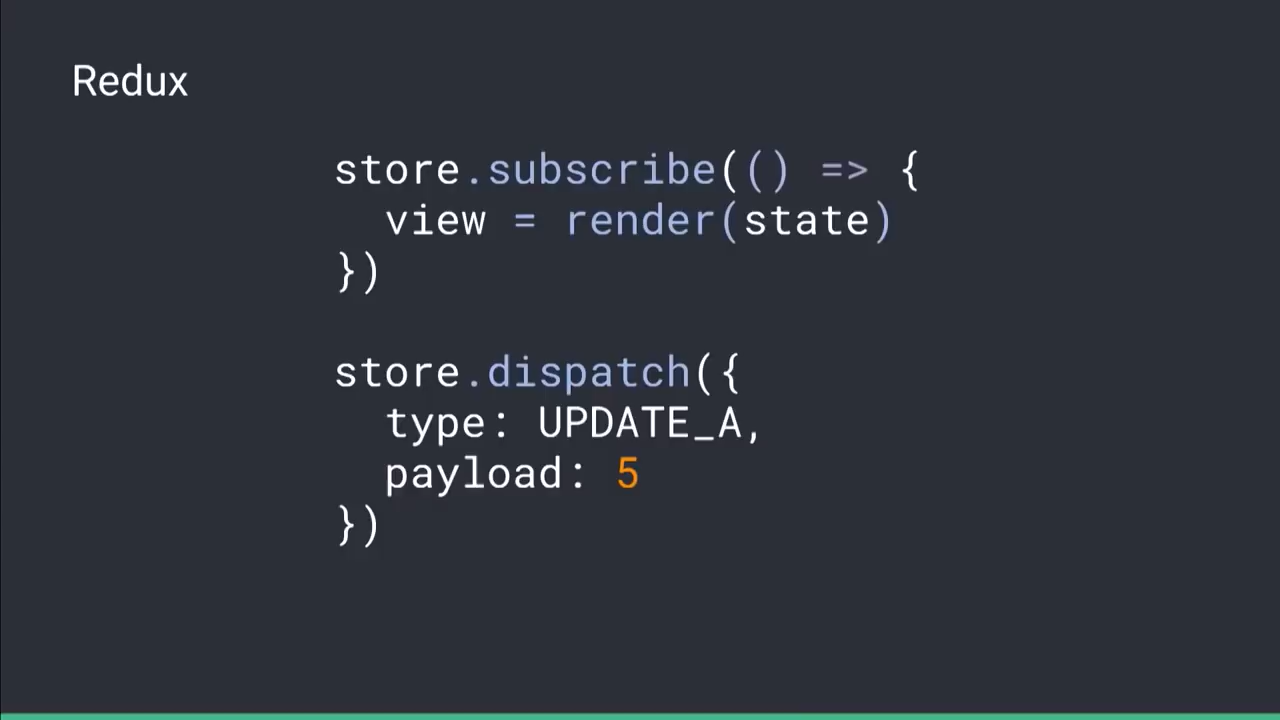 Redux
store.subscribe(() => {
  view = render(state)
})
store.dispatch({
  type: UPDATE_A,
  payload: 5
})